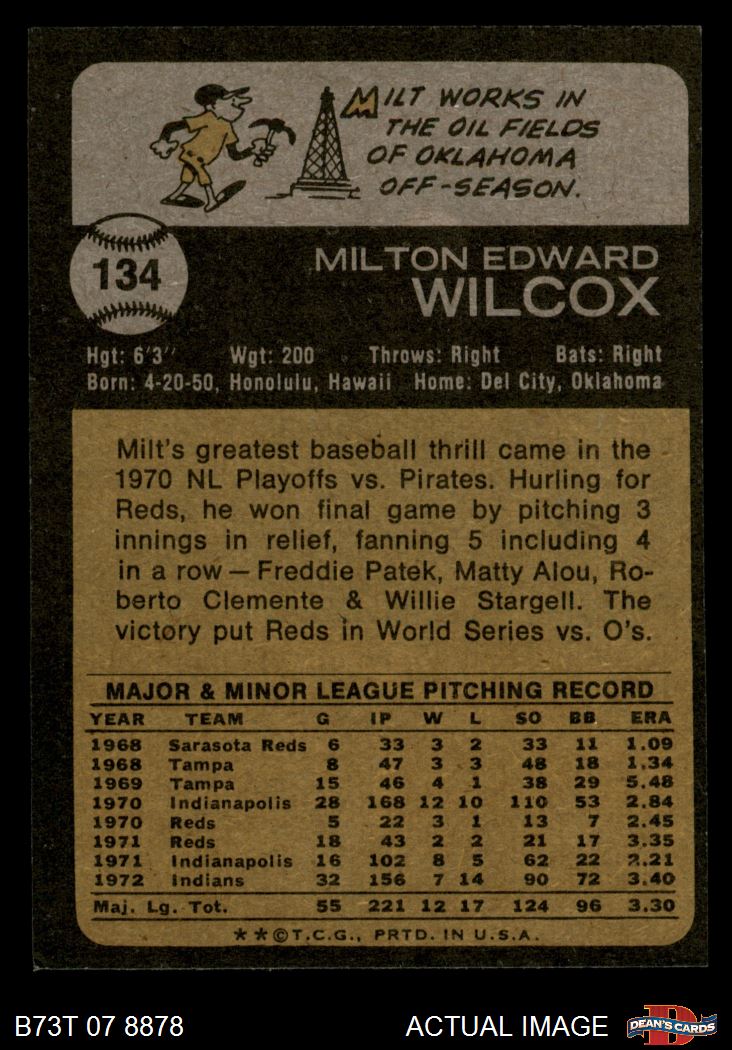 MILT WORKS IN
THE OIL FIELDS
OF OKLAHOMA
OFF-SEASON.
134
MILTON EDWARD
WILCOX
Hgt: 6'3" Wgt: 200 Throws: Right Bats: Right
Born: 4-20-50, Honolulu, Hawaii Home: Del City, Oklahoma
Milt's greatest baseball thrill came in the
1970 NL Playoffs vs. Pirates. Hurling for
Reds, he won final game by pitching 3
innings in relief, fanning 5 including 4
in a row — Freddie Patek, Matty Alou, Ro-
berto Clemente & Willie Stargell. The
victory put Reds in World Series vs. O's.
MAJOR & MINOR LEAGUE PITCHING RECORD
YEAR TEAM G IP W L SO BB ERA
1968 Sarasota Reds 6 33 3 2 33 11 1.09
1968 Tampa 8 47 3 3 48 18 1.34
1969 Tampa 15 46 4 1 38 29 5.48
1970 Indianapolis 28 168 12 10 110 53 2.84
1970 Reds 5 22 3 1 13 7 2.45
1971 Reds 18 43 2 2 21 17 3.35
1971 Indianapolis 16 102 8 5 62 22 2.21
1972 Indians 32 156 7 14 90 72 3.40
Maj. Lg. Tot. 55 221 12 17 124 96 3.30
**©T.C.G., PRTD. IN U.S.A.
B73T 07 8878 ACTUAL IMAGE D DEAN'S CARDS